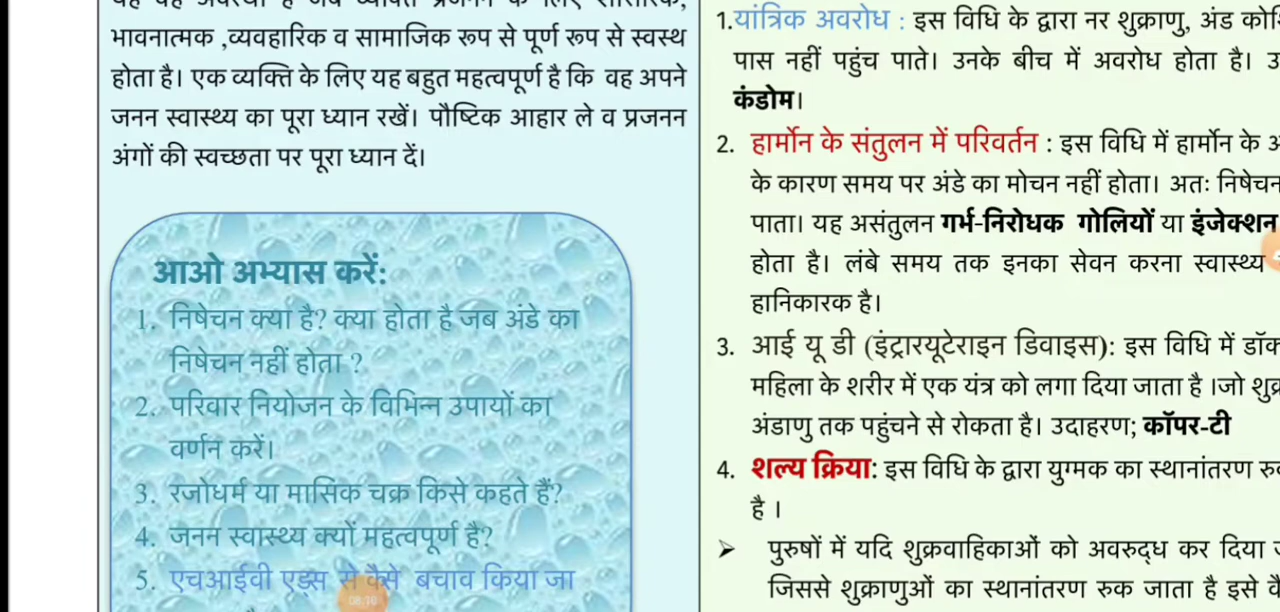 भावनात्मक ,व्यवहारिक व सामाजिक रूप से पूर्ण रूप से स्वस्थ
होता है। एक व्यक्ति के लिए यह बहुत महत्वपूर्ण है कि वह अपने
जनन स्वास्थ्य का पूरा ध्यान रखें। पौष्टिक आहार ले व प्रजनन
अंगों की स्वच्छता पर पूरा ध्यान दें।
आओ अभ्यास करें:
1. निषेचन क्या है? क्या होता है जब अंडे का
निषेचन नहीं होता ?
2. परिवार नियोजन के विभिन्न उपायों का
वर्णन करें।
3. रजोधर्म या मासिक चक्र किसे कहते हैं?
4. जनन स्वास्थ्य क्यों महत्वपूर्ण है?
5. एचआईवी एड्स से कैसे बचाव किया जा
08:10
1.यांत्रिक अवरोध : इस विधि के द्वारा नर शुक्राणु, अंड
पास नहीं पहुंच पाते। उनके बीच में अवरोध होता है।
कंडोम।
2. हार्मोन के संतुलन में परिवर्तन : इस विधि में हार्मोन के
के कारण समय पर अंडे का मोचन नहीं होता। अतः निषेचन
पाता। यह असंतुलन गर्भ-निरोधक गोलियों या इंजेक्शन
होता है। लंबे समय तक इनका सेवन करना स्वास्थ्य
हानिकारक है।
3. आई यू डी (इंट्रायूटेराइन डिवाइस): इस विधि में
महिला के शरीर में एक यंत्र को लगा दिया जाता है ।जो
अंडाणु तक पहुंचने से रोकता है। उदाहरण; कॉपर-टी
4. शल्य क्रिया: इस विधि के द्वारा युग्मक का स्थानांतरण
है ।
➢ पुरुषों में यदि शुक्रवाहिकाओं को अवरुद्ध कर दिया
जिससे शुक्राणुओं का स्थानांतरण रुक जाता है इसे